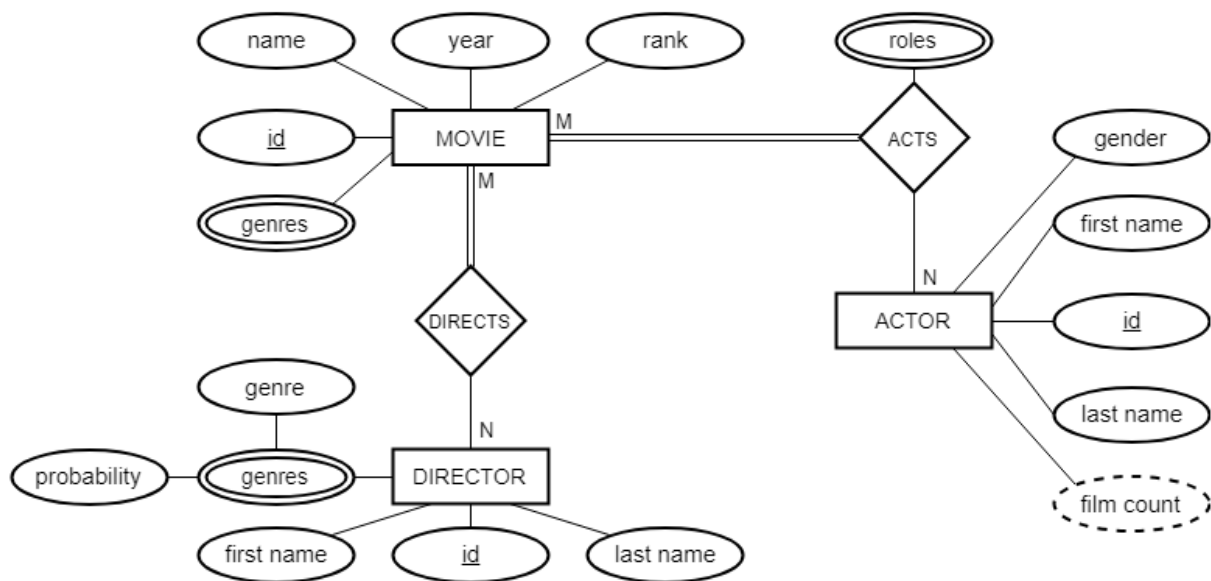 name
year
rank
roles
id
MOVIE
M
ACTS
gender
M
genres
first name
N
DIRECTS
ACTOR
id
genre
last name
N
probability
genres
DIRECTOR
film count
first name
id
last name